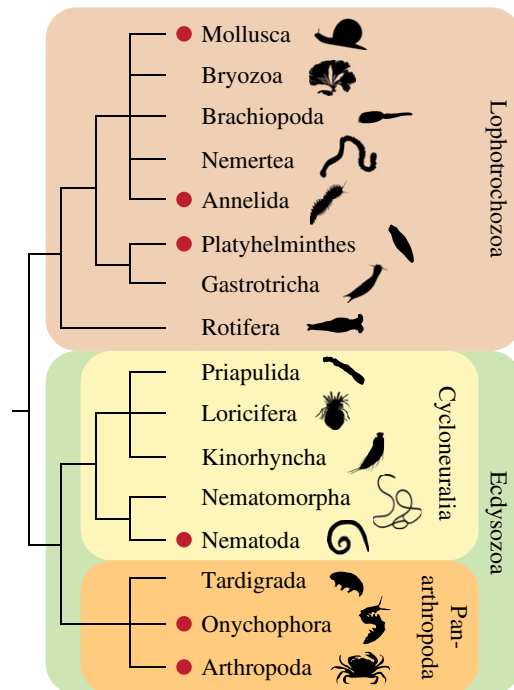 Mollusca
Bryozoa
Brachiopoda
Nemertea
Annelida
Platyhelminthes
Gastrotricha
Rotifera
Lophotrochozoa
Priapulida
Loricifera
Kinorhyncha
Nematomorpha
Nematoda
Cycloneuralia
Ecdysozoa
Tardigrada
Onychophora
Arthropoda
Pan-
arthropoda